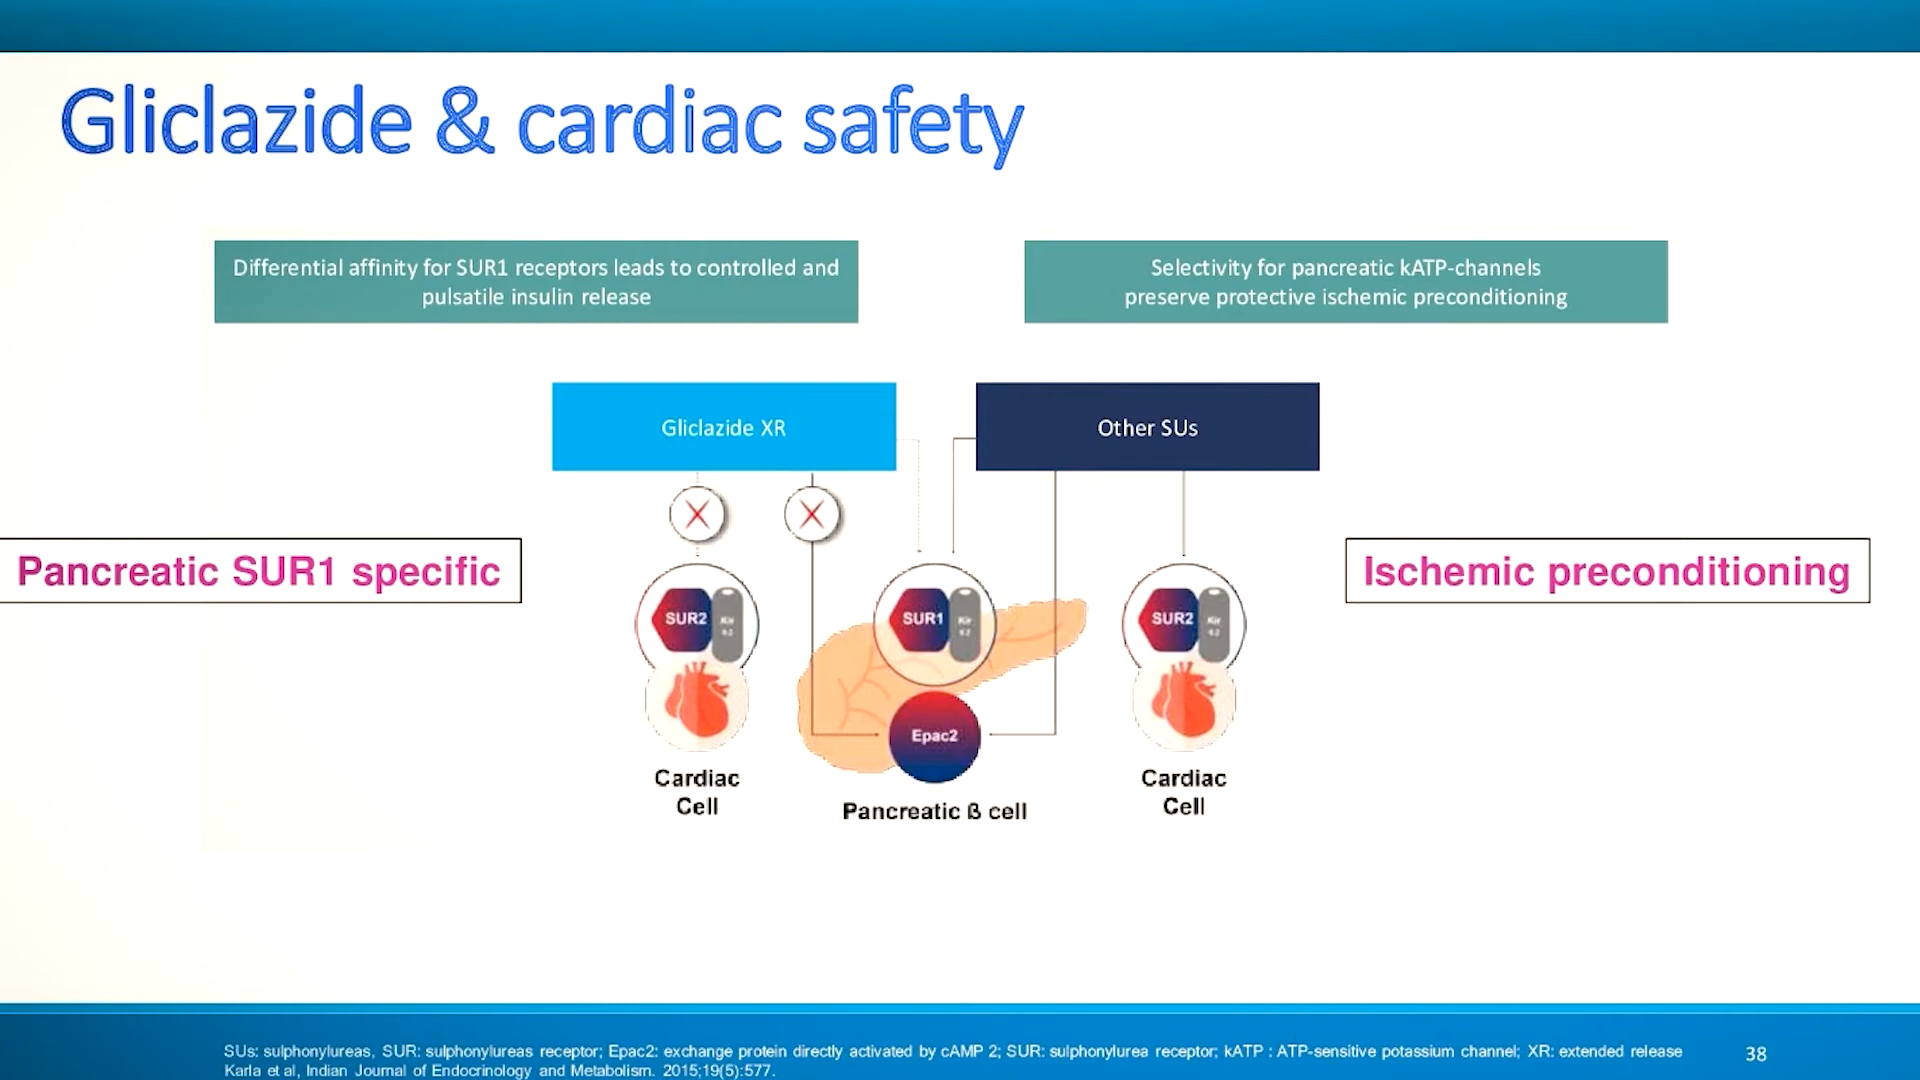 Gliclazide & cardiac safety
Differential affinity for SUR1 receptors leads to controlled and
pulsatile insulin release
Selectivity for pancreatic kATP-channels
preserve protective ischemic preconditioning
Gliclazide XR
Other SUs
Pancreatic SUR1 specific
Ischemic preconditioning
SUR2
Kir
6.2
SUR1
Kir
6.2
SUR2
Kir
6.2
Epac2
Cardiac
Cell
Pancreatic ß cell
Cardiac
Cell
SUs: sulphonylureas, SUR: sulphonylureas receptor; Epac2: exchange protein directly activated by cAMP 2; SUR: sulphonylurea receptor; kATP : ATP-sensitive potassium channel; XR: extended release
Karla et al, Indian Journal of Endocrinology and Metabolism. 2015;19(5):577.
38